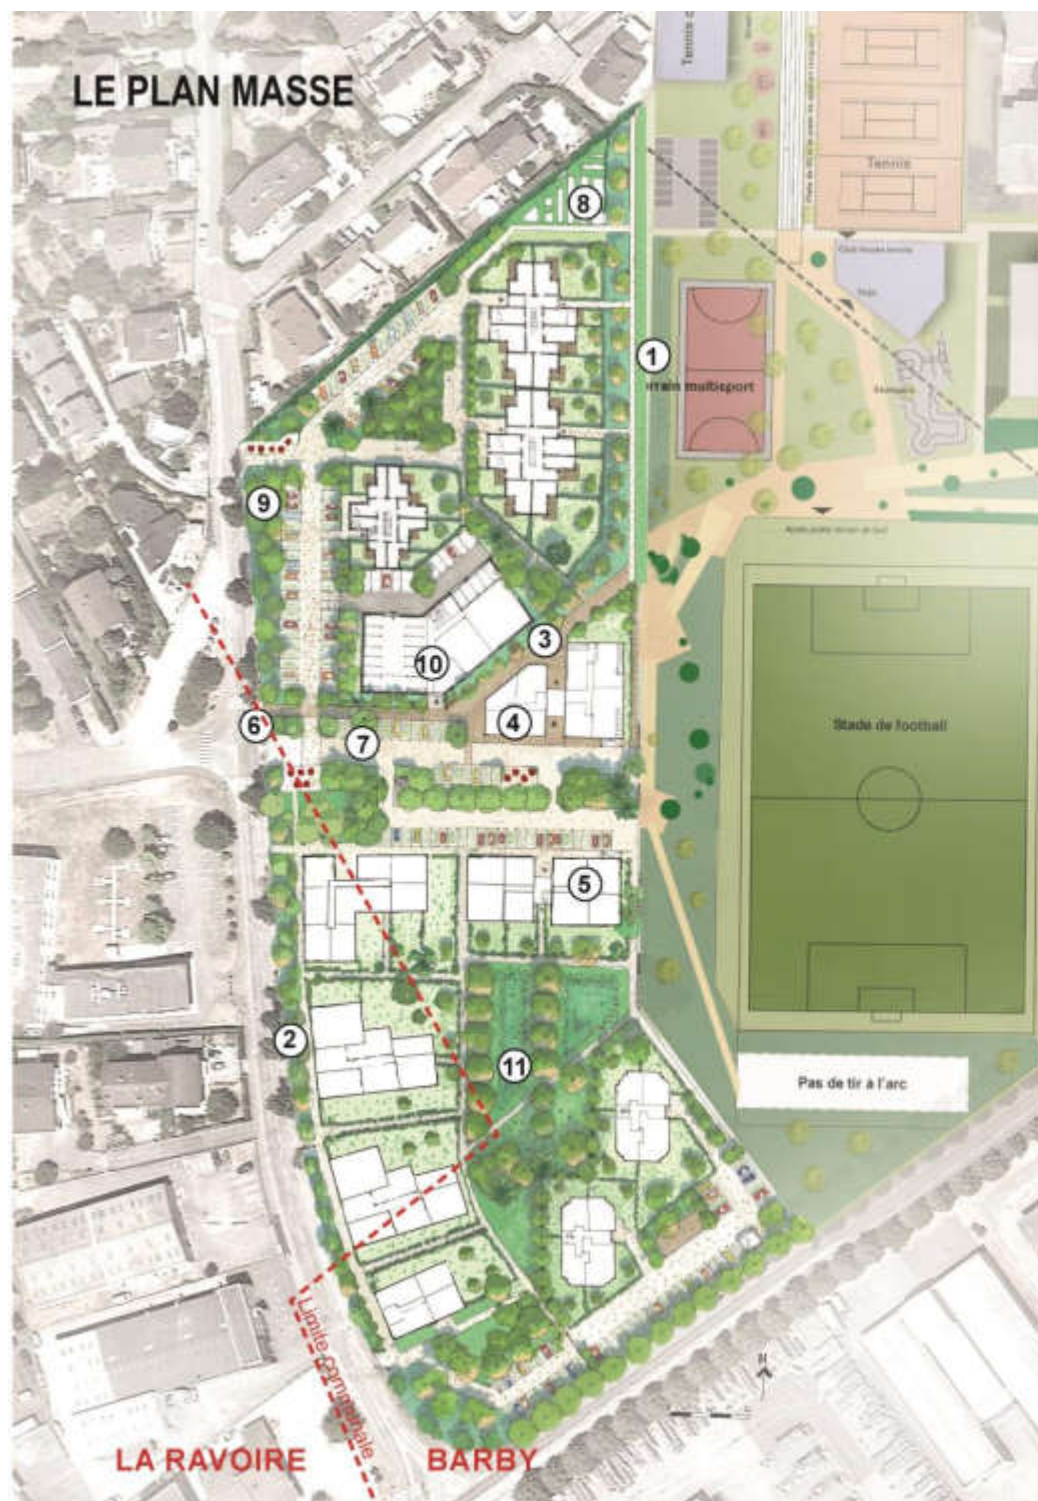 LE PLAN MASSE
Tennis
8
1
terrain multisport
9
3
10
4
6
7
Stade de football
5
2
11
Pas de tir à l'arc
N
Limite communale
LA RAVOIRE
BARBY